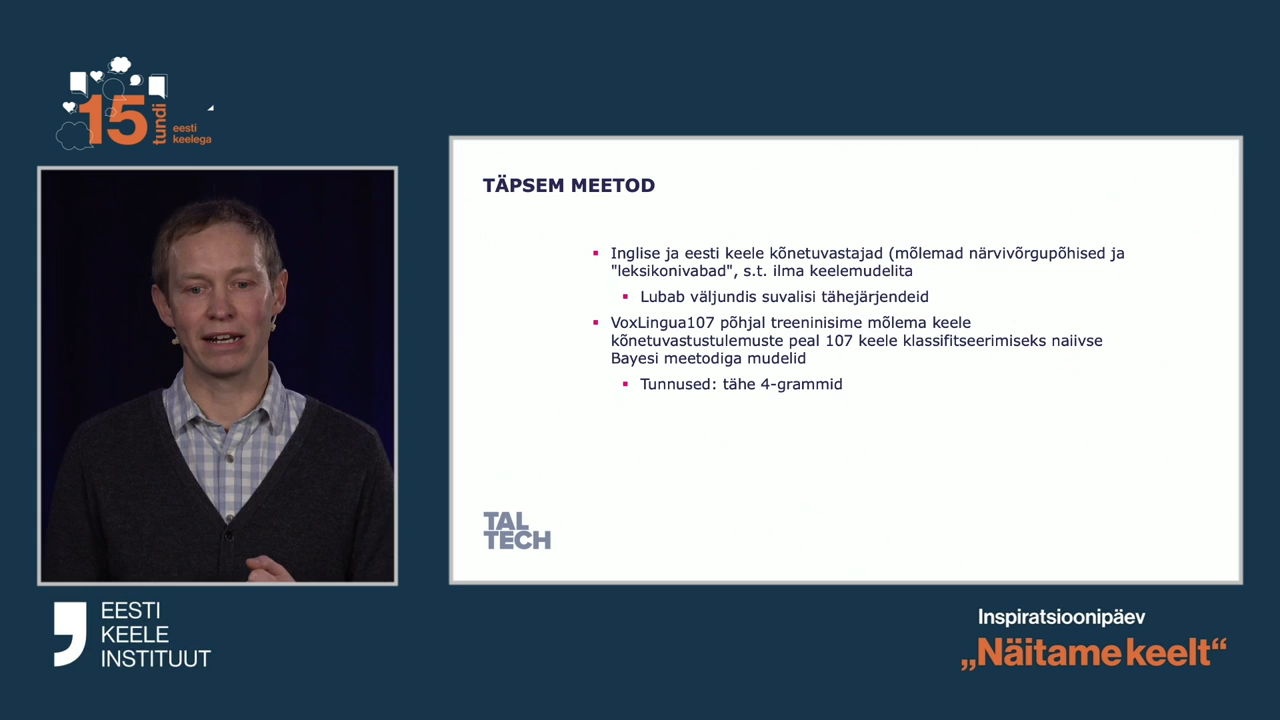 15
tundi
eesti
keelega
TÄPSEM MEETOD
Inglise ja eesti keele kõnetuvastajad (mõlemad närvivõrgupõhised ja
"leksikonivabad", s.t. ilma keelemudelita
Lubab väljundis suvalisi tähejärjendeid
VoxLingua107 põhjal treeninisime mõlema keele
kõnetuvastustulemuste peal 107 keele klassifitseerimiseks naiivse
Bayesi meetodiga mudelid
Tunnused: tähe 4-grammid
TAL
TECH
EESTI
KEELE
INSTITUUT
Inspiratsioonipäev
„Näitame keelt“